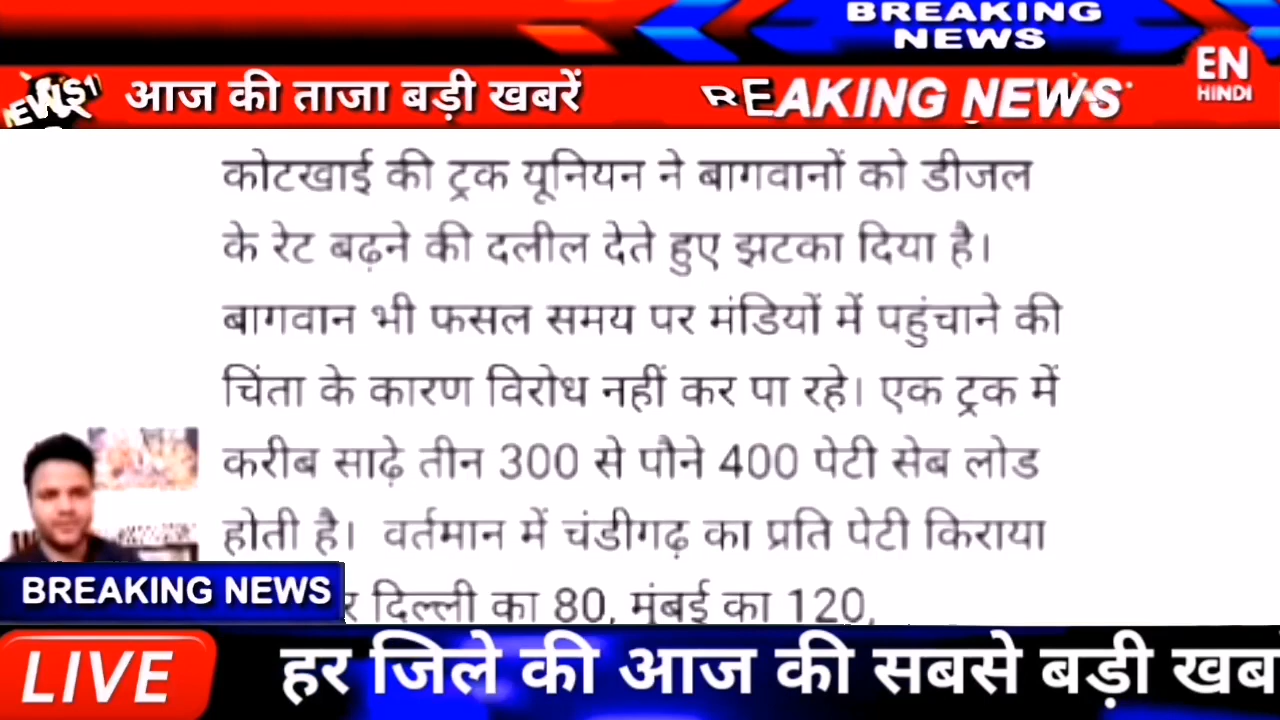 BREAKING
NEWS
EN
HINDI
NEWS1
आज की ताजा बड़ी खबरें
BREAKING NEWS
कोटखाई की ट्रक यूनियन ने बागवानों को डीजल
के रेट बढ़ने की दलील देते हुए झटका दिया है।
बागवान भी फसल समय पर मंडियों में पहुंचाने की
चिंता के कारण विरोध नहीं कर पा रहे। एक ट्रक में
करीब साढ़े तीन 300 से पौने 400 पेटी सेब लोड
होती है। वर्तमान में चंडीगढ़ का प्रति पेटी किराया
र दिल्ली का 80, मुंबई का 120,
BREAKING NEWS
LIVE
हर जिले की आज की सबसे बड़ी खब